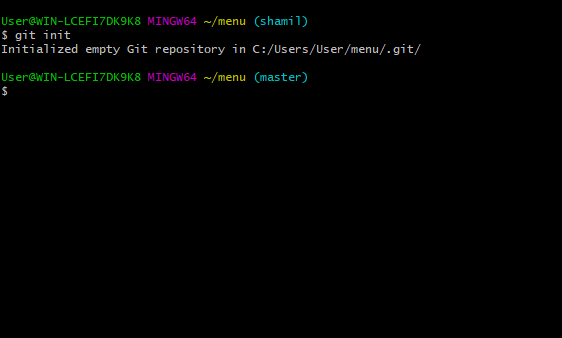 User@WIN-LCEFI7DK9K8 MINGW64 ~/menu (shamil)
$ git init
Initialized empty Git repository in C:/Users/User/menu/.git/
User@WIN-LCEFI7DK9K8 MINGW64 ~/menu (master)
$